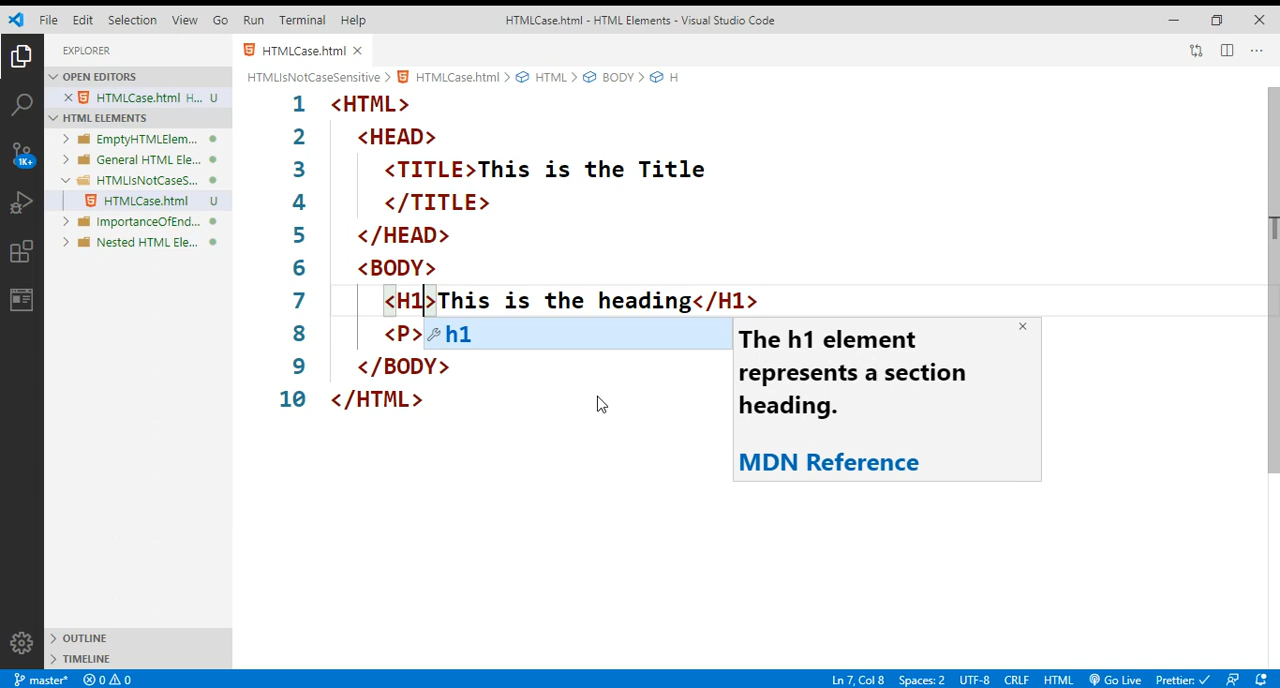 File Edit Selection View Go Run Terminal Help HTMLCase.html - HTML Elements - Visual Studio Code
EXPLORER
HTMLCase.html
OPEN EDITORS
HTMLCase.html H... U
HTML ELEMENTS
EmptyHTMLElem...
General HTML Ele...
HTMLIsNotCaseS...
HTMLCase.html U
ImportanceOfEnd...
Nested HTML Ele...
HTMLIsNotCaseSensitive > HTMLCase.html > HTML > BODY > H
1 <HTML>
2 <HEAD>
3 <TITLE>This is the Title
4 </TITLE>
5 </HEAD>
6 <BODY>
7 <H1>This is the heading</H1>
8 <P>
9 </BODY>
10 </HTML>
h1
The h1 element
represents a section
heading.
MDN Reference
1K+
OUTLINE
TIMELINE
master* 0 0 Ln 7, Col 8 Spaces: 2 UTF-8 CRLF HTML Go Live Prettier: ✓